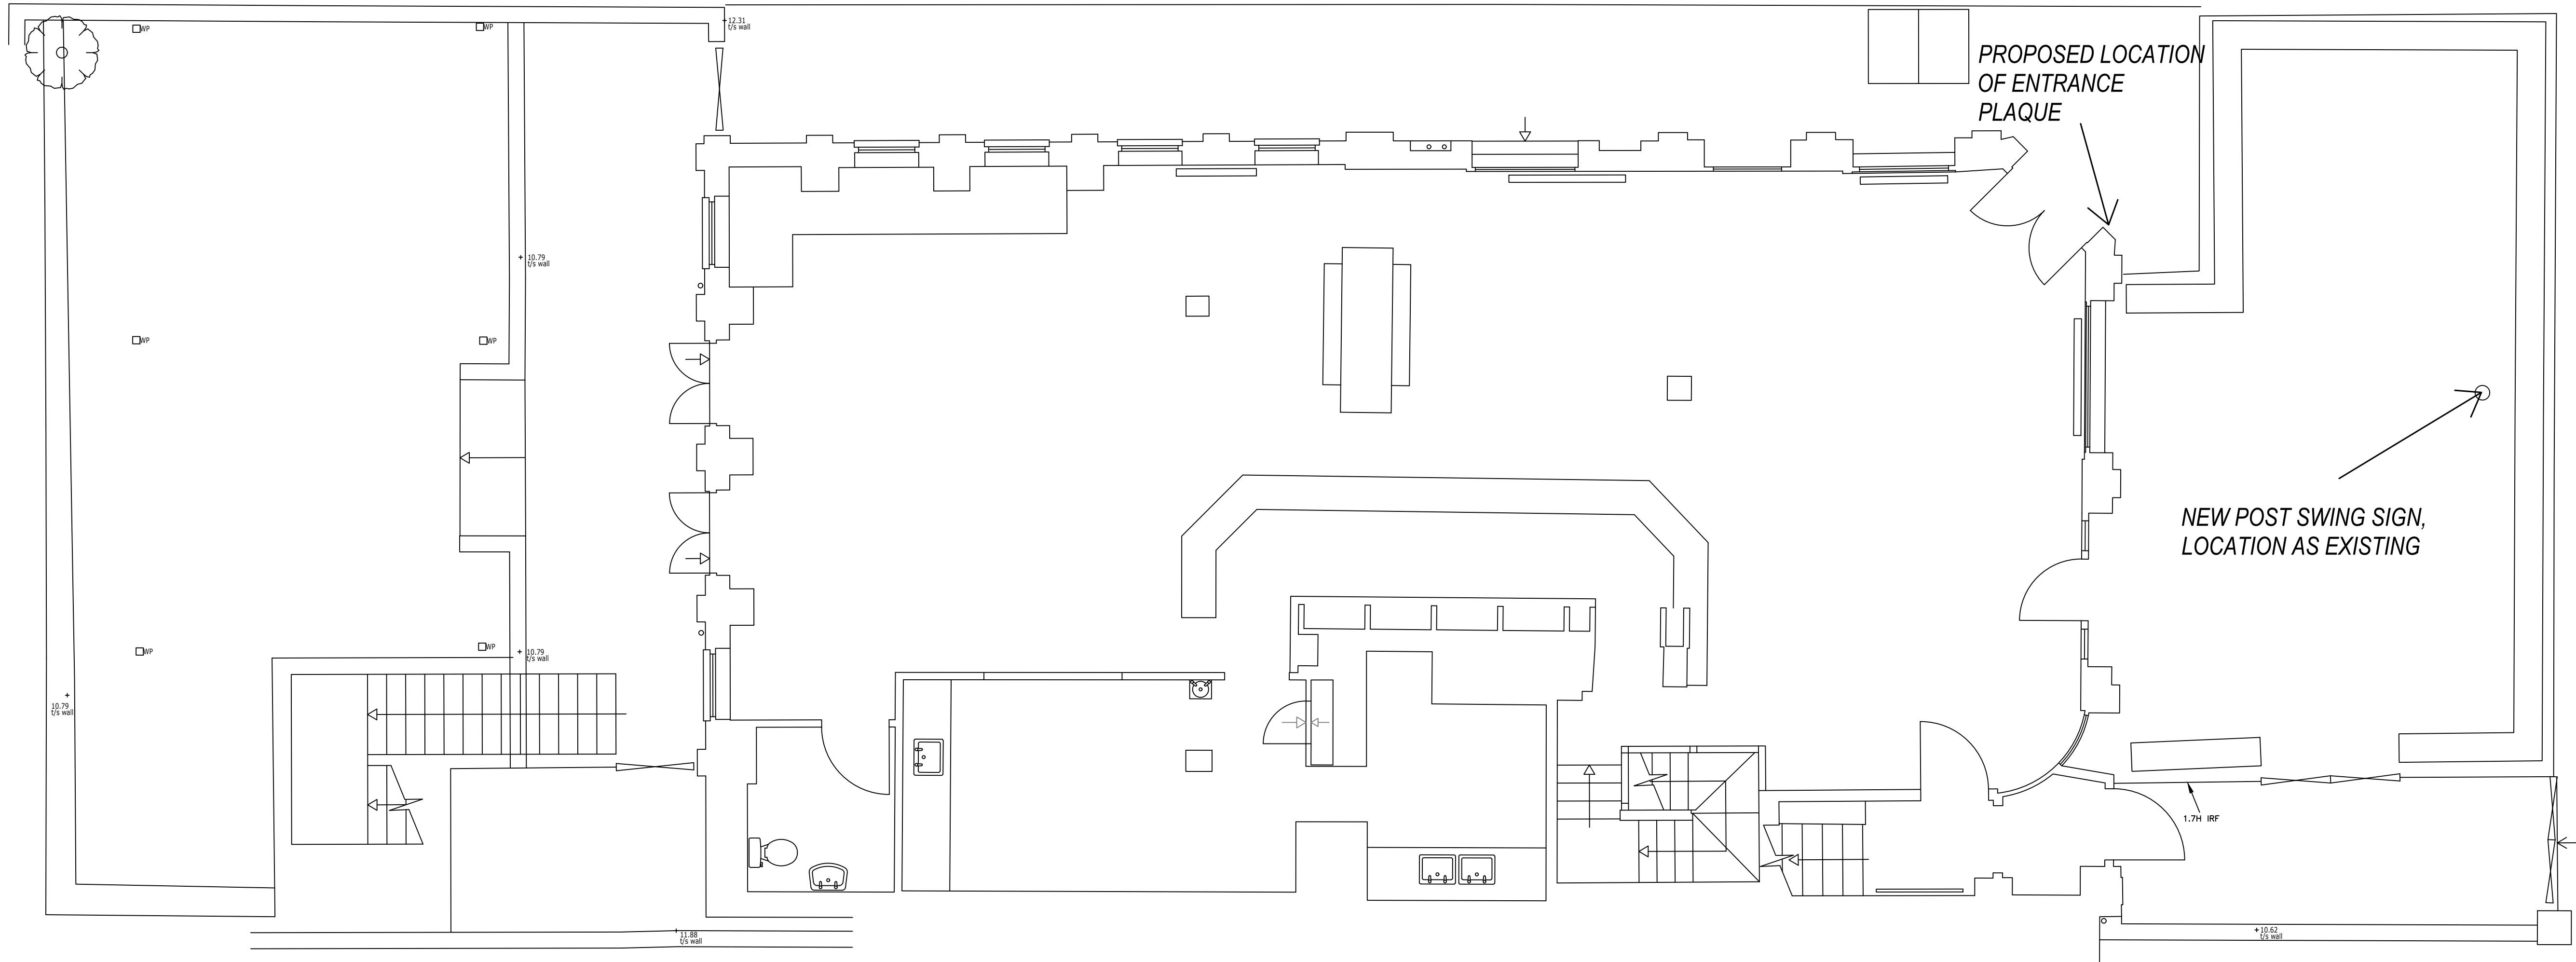 WP
WP
+ 12.31
t/s wall
PROPOSED LOCATION
OF ENTRANCE
PLAQUE
+ 10.79
t/s wall
WP
WP
NEW POST SWING SIGN,
LOCATION AS EXISTING
WP
WP
+ 10.79
t/s wall
+
10.79
t/s wall
1.7H IRF
+ 11.88
t/s wall
+ 10.62
t/s wall